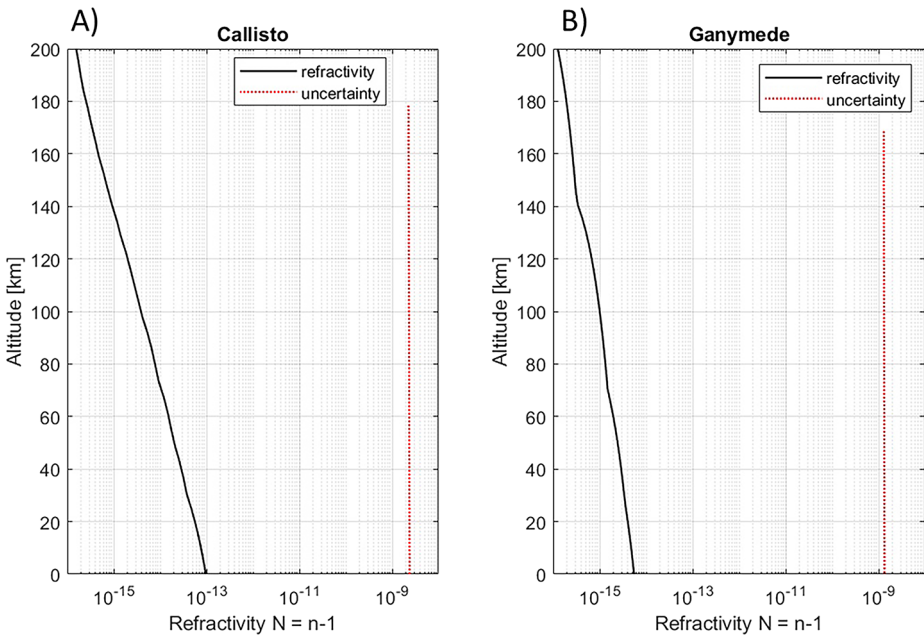 A)
Callisto
200
180
160
140
120
100
80
60
40
20
0
Altitude [km]
refractivity
uncertainty
10-15
10-13
10-11
10-9
Refractivity N = n-1
B)
Ganymede
200
180
160
140
120
100
80
60
40
20
0
Altitude [km]
refractivity
uncertainty
10-15
10-13
10-11
10-9
Refractivity N = n-1